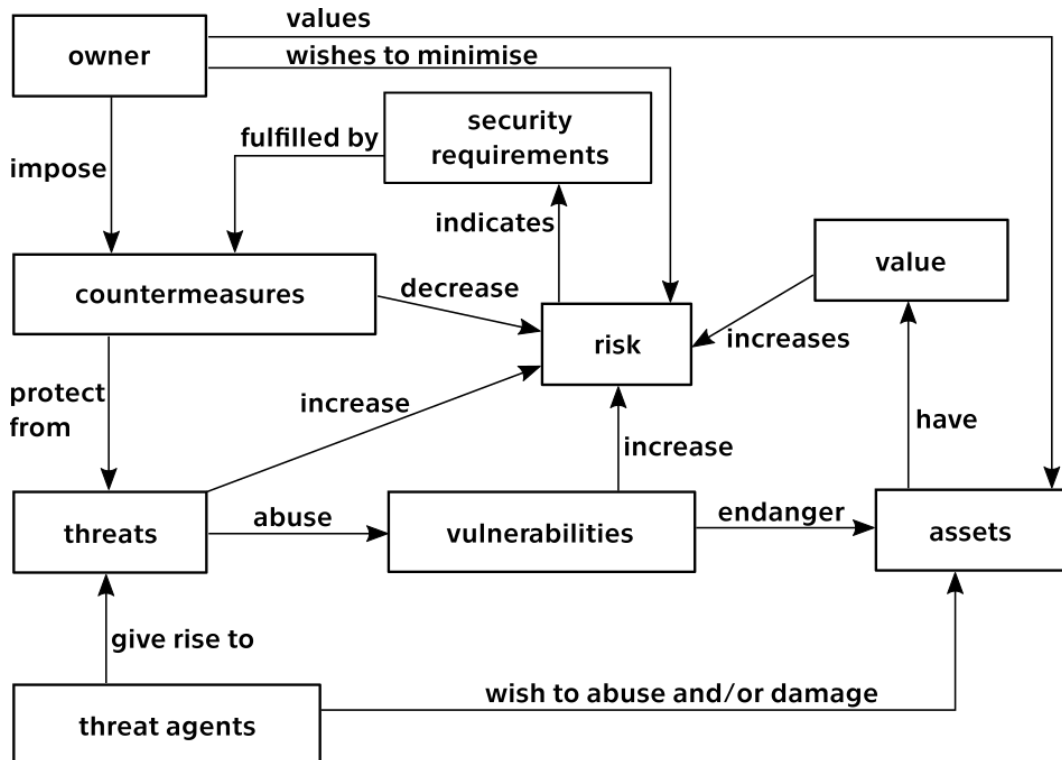 values
owner
wishes to minimise
security
requirements
fulfilled by
impose
indicates
value
countermeasures
decrease
risk
increases
protect
from
increase
increase
have
threats
abuse
vulnerabilities
endanger
assets
give rise to
wish to abuse and/or damage
threat agents